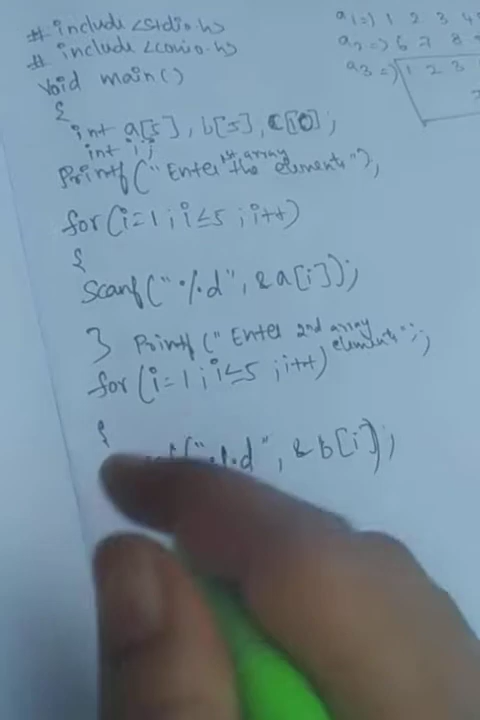 # include <stdio.h>
# include <conio.h>
void main()
{
int a[5], b[5], c[10];
int i;
Printf("Enter the 1st array elements");
for(i=1; i≤5; i++)
{
Scanf("%d", &a[i]);
} Printf("Enter 2nd array elements");
for(i=1; i≤5; i++)
{
f("%d", &b[i]);
a1=> 1 2 3 4
a2=> 6 7 8
a3=> 1 2 3